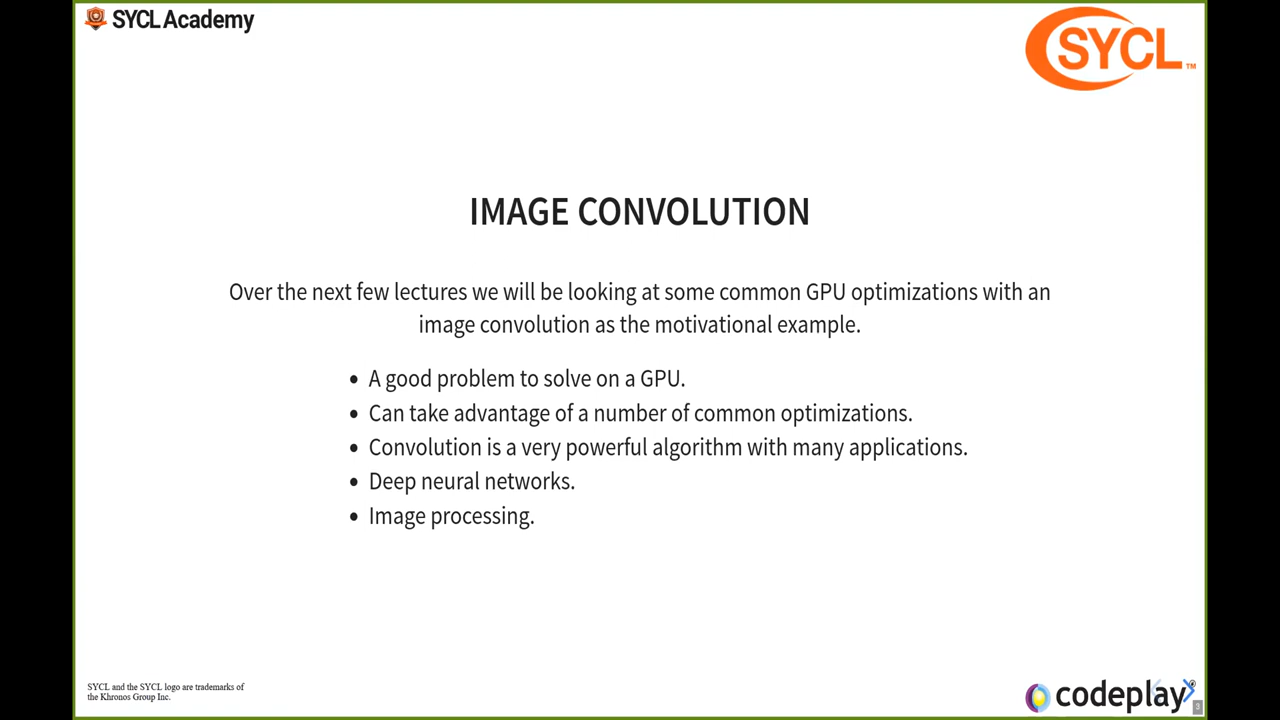 SYCL Academy
SYCL™
IMAGE CONVOLUTION
Over the next few lectures we will be looking at some common GPU optimizations with an
image convolution as the motivational example.
• A good problem to solve on a GPU.
• Can take advantage of a number of common optimizations.
• Convolution is a very powerful algorithm with many applications.
• Deep neural networks.
• Image processing.
SYCL and the SYCL logo are trademarks of
the Khronos Group Inc.
codeplay®
3